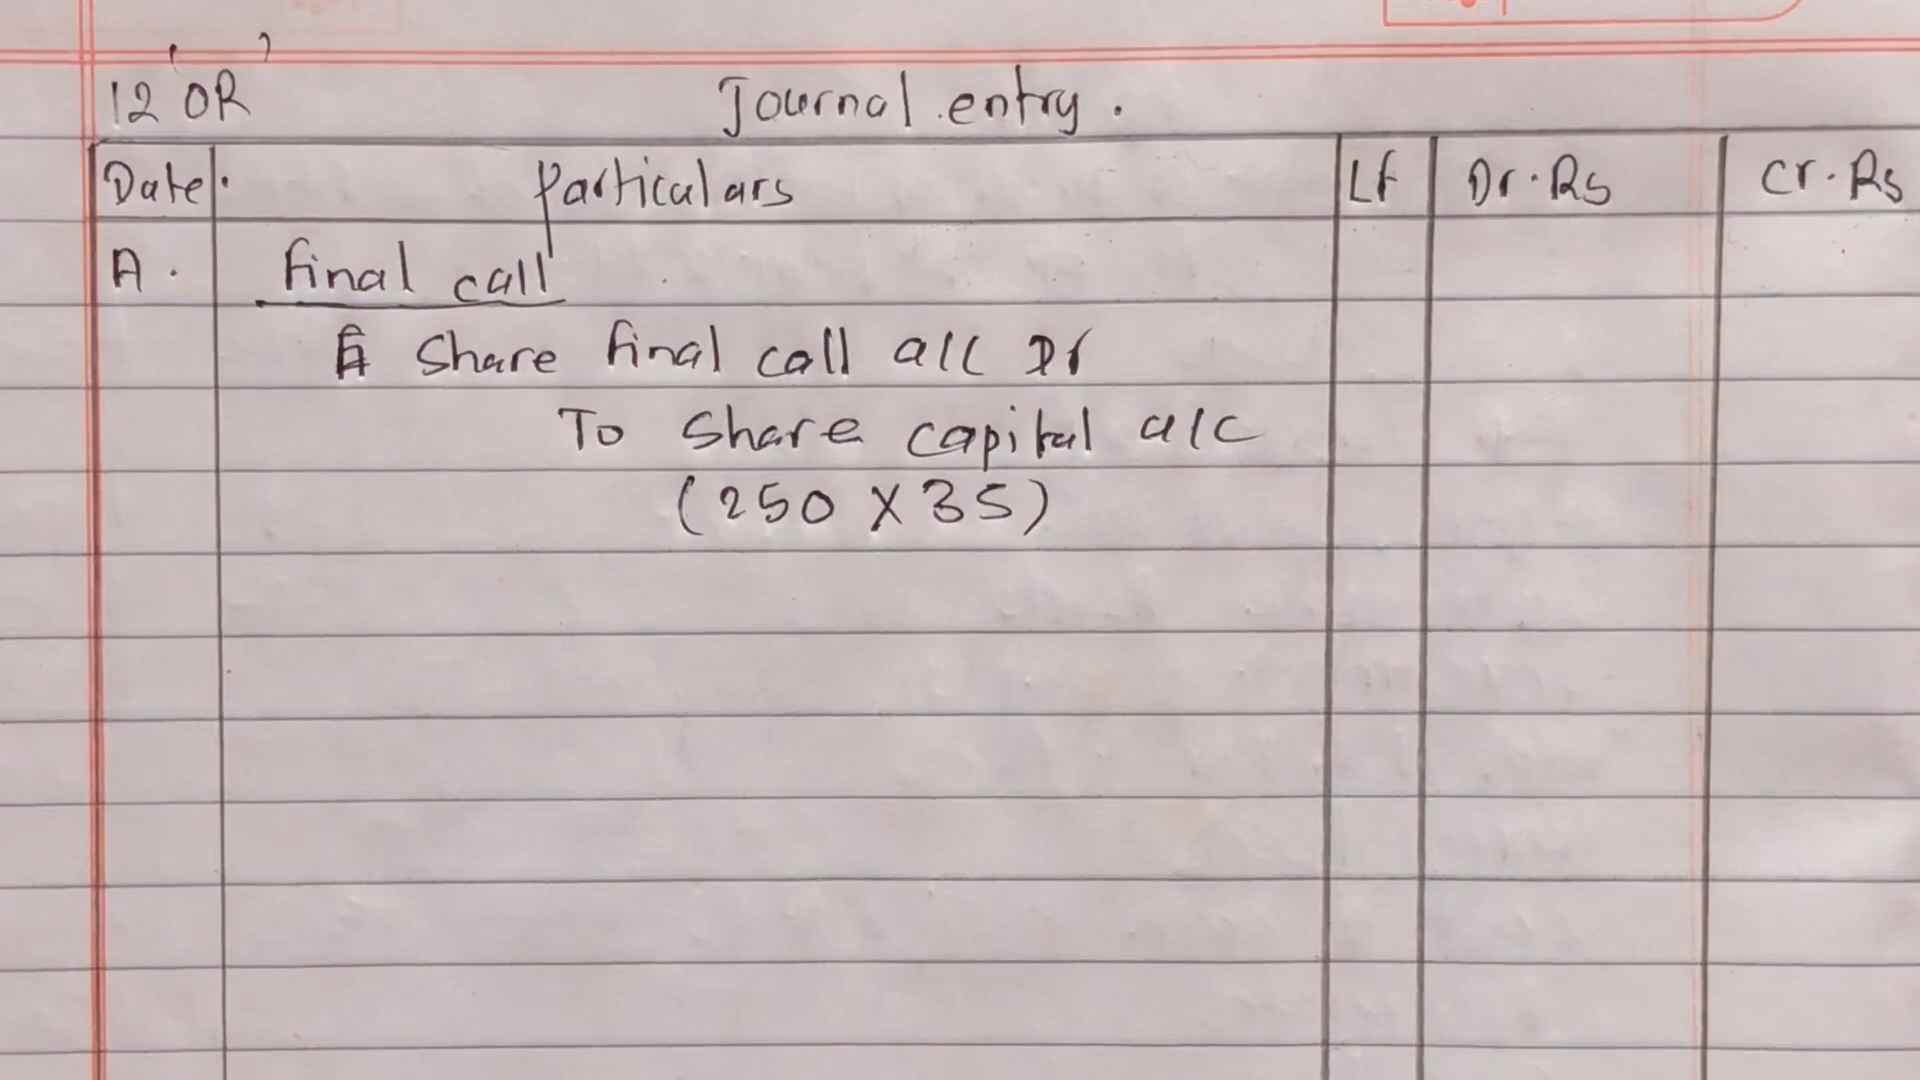 12 OR
Journal entry.
Date. Particulars Lf Dr. Rs Cr. Rs
A. final call
Share final call a/c Dr
To share capital a/c
(250 X 35)